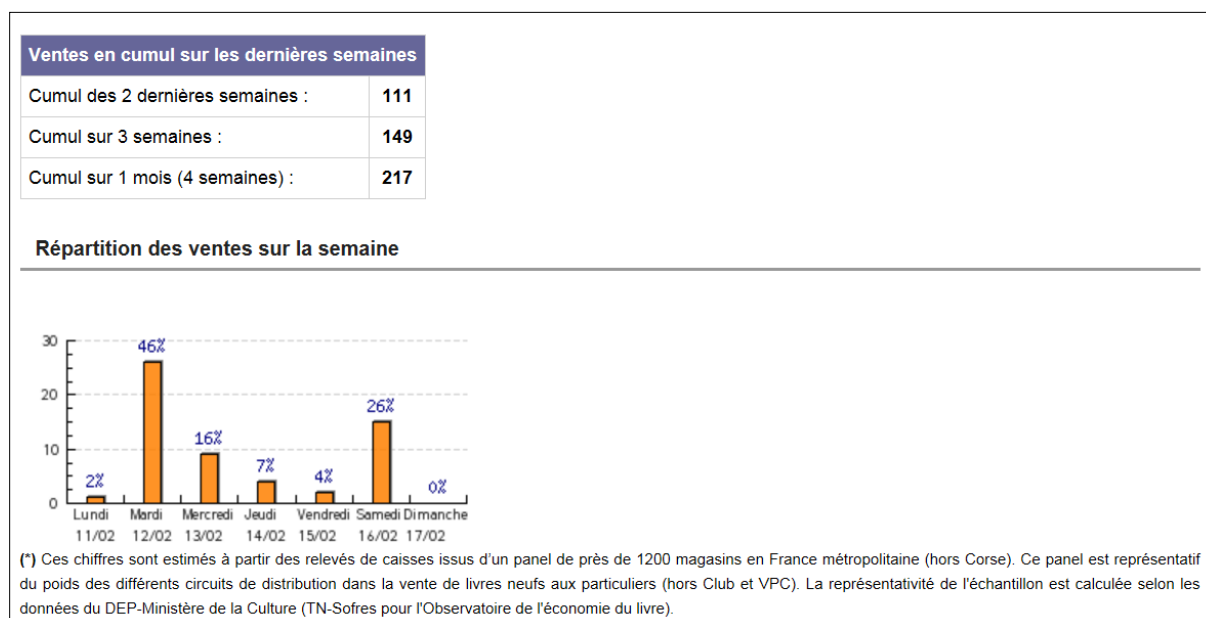 Ventes en cumul sur les dernières semaines
Cumul des 2 dernières semaines : 111
Cumul sur 3 semaines : 149
Cumul sur 1 mois (4 semaines) : 217
Répartition des ventes sur la semaine
30
20
10
0
2%
46%
16%
7%
4%
26%
0%
Lundi Mardi Mercredi Jeudi Vendredi Samedi Dimanche
11/02 12/02 13/02 14/02 15/02 16/02 17/02
(*) Ces chiffres sont estimés à partir des relevés de caisses issus d'un panel de près de 1200 magasins en France métropolitaine (hors Corse). Ce panel est représentatif
du poids des différents circuits de distribution dans la vente de livres neufs aux particuliers (hors Club et VPC). La représentativité de l'échantillon est calculée selon les
données du DEP-Ministère de la Culture (TN-Sofres pour l'Observatoire de l'économie du livre).